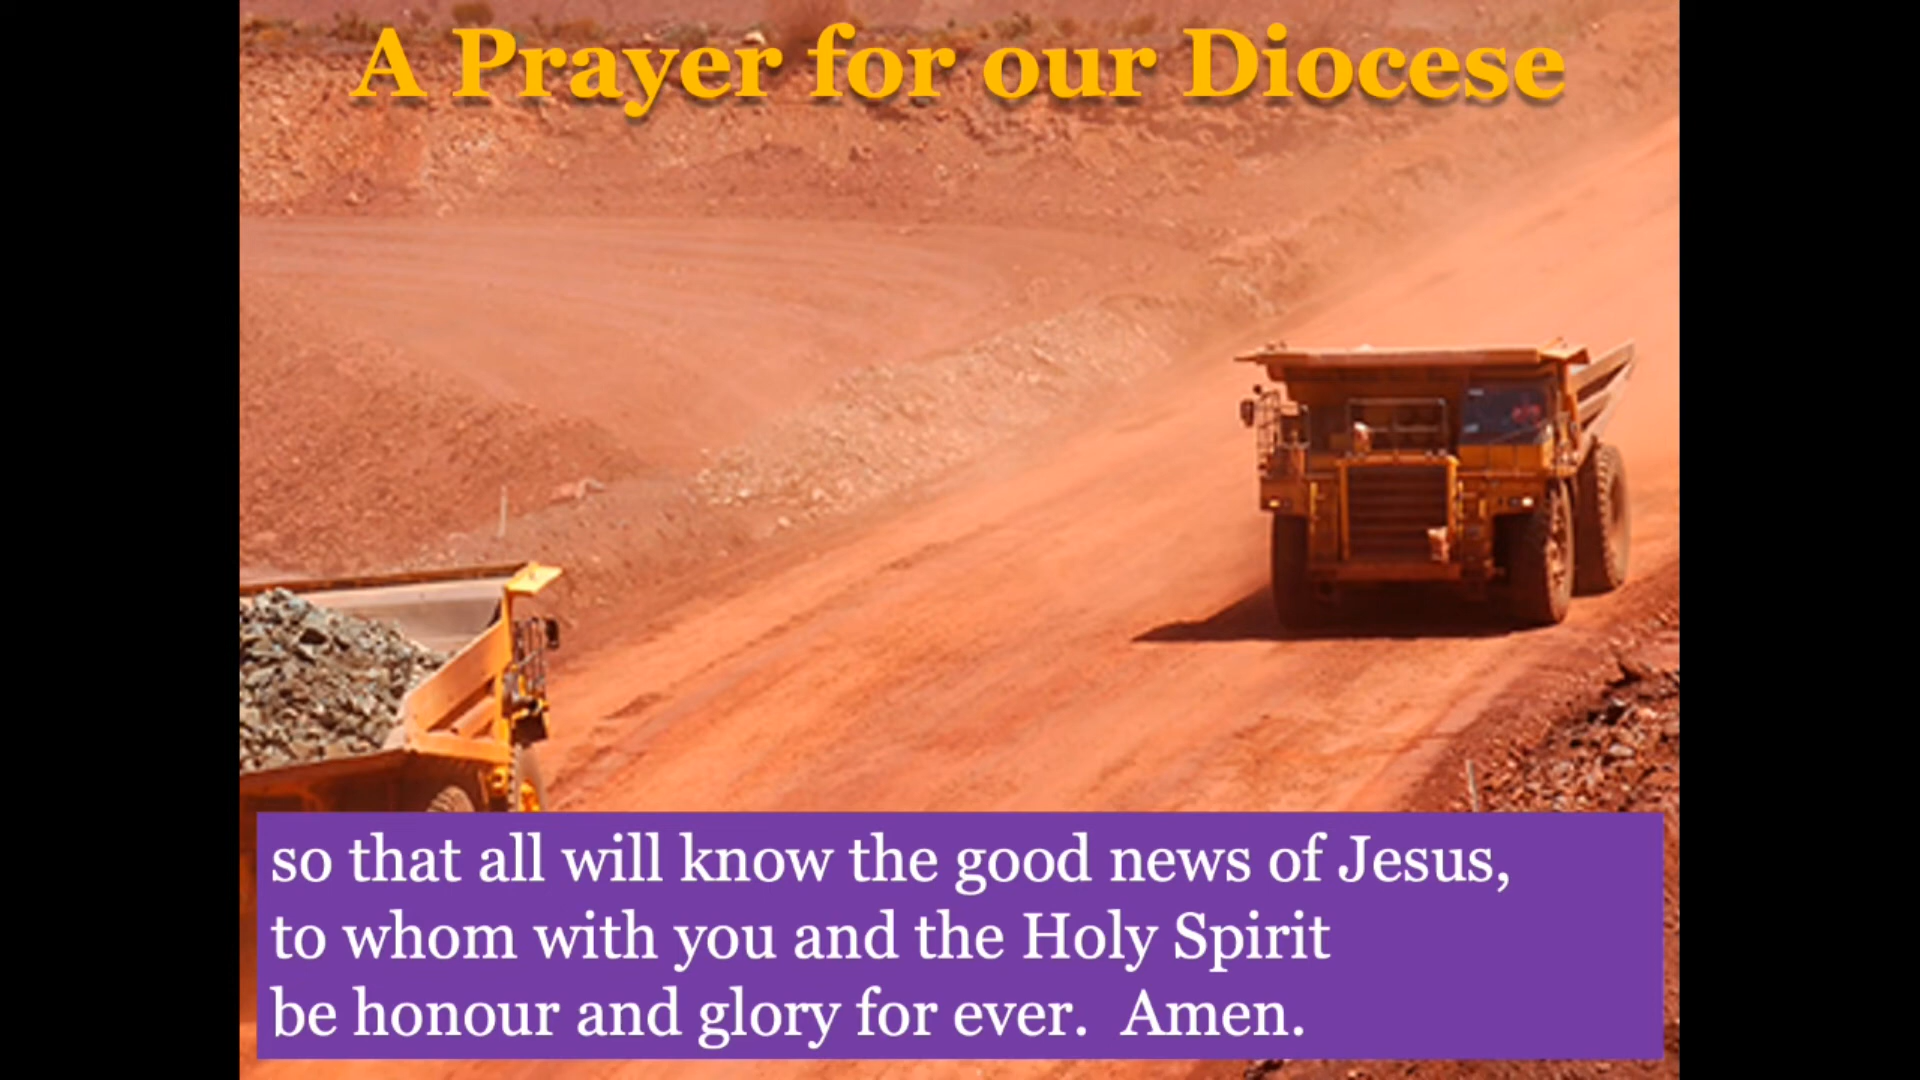 A Prayer for our Diocese
so that all will know the good news of Jesus,
to whom with you and the Holy Spirit
be honour and glory for ever.  Amen.